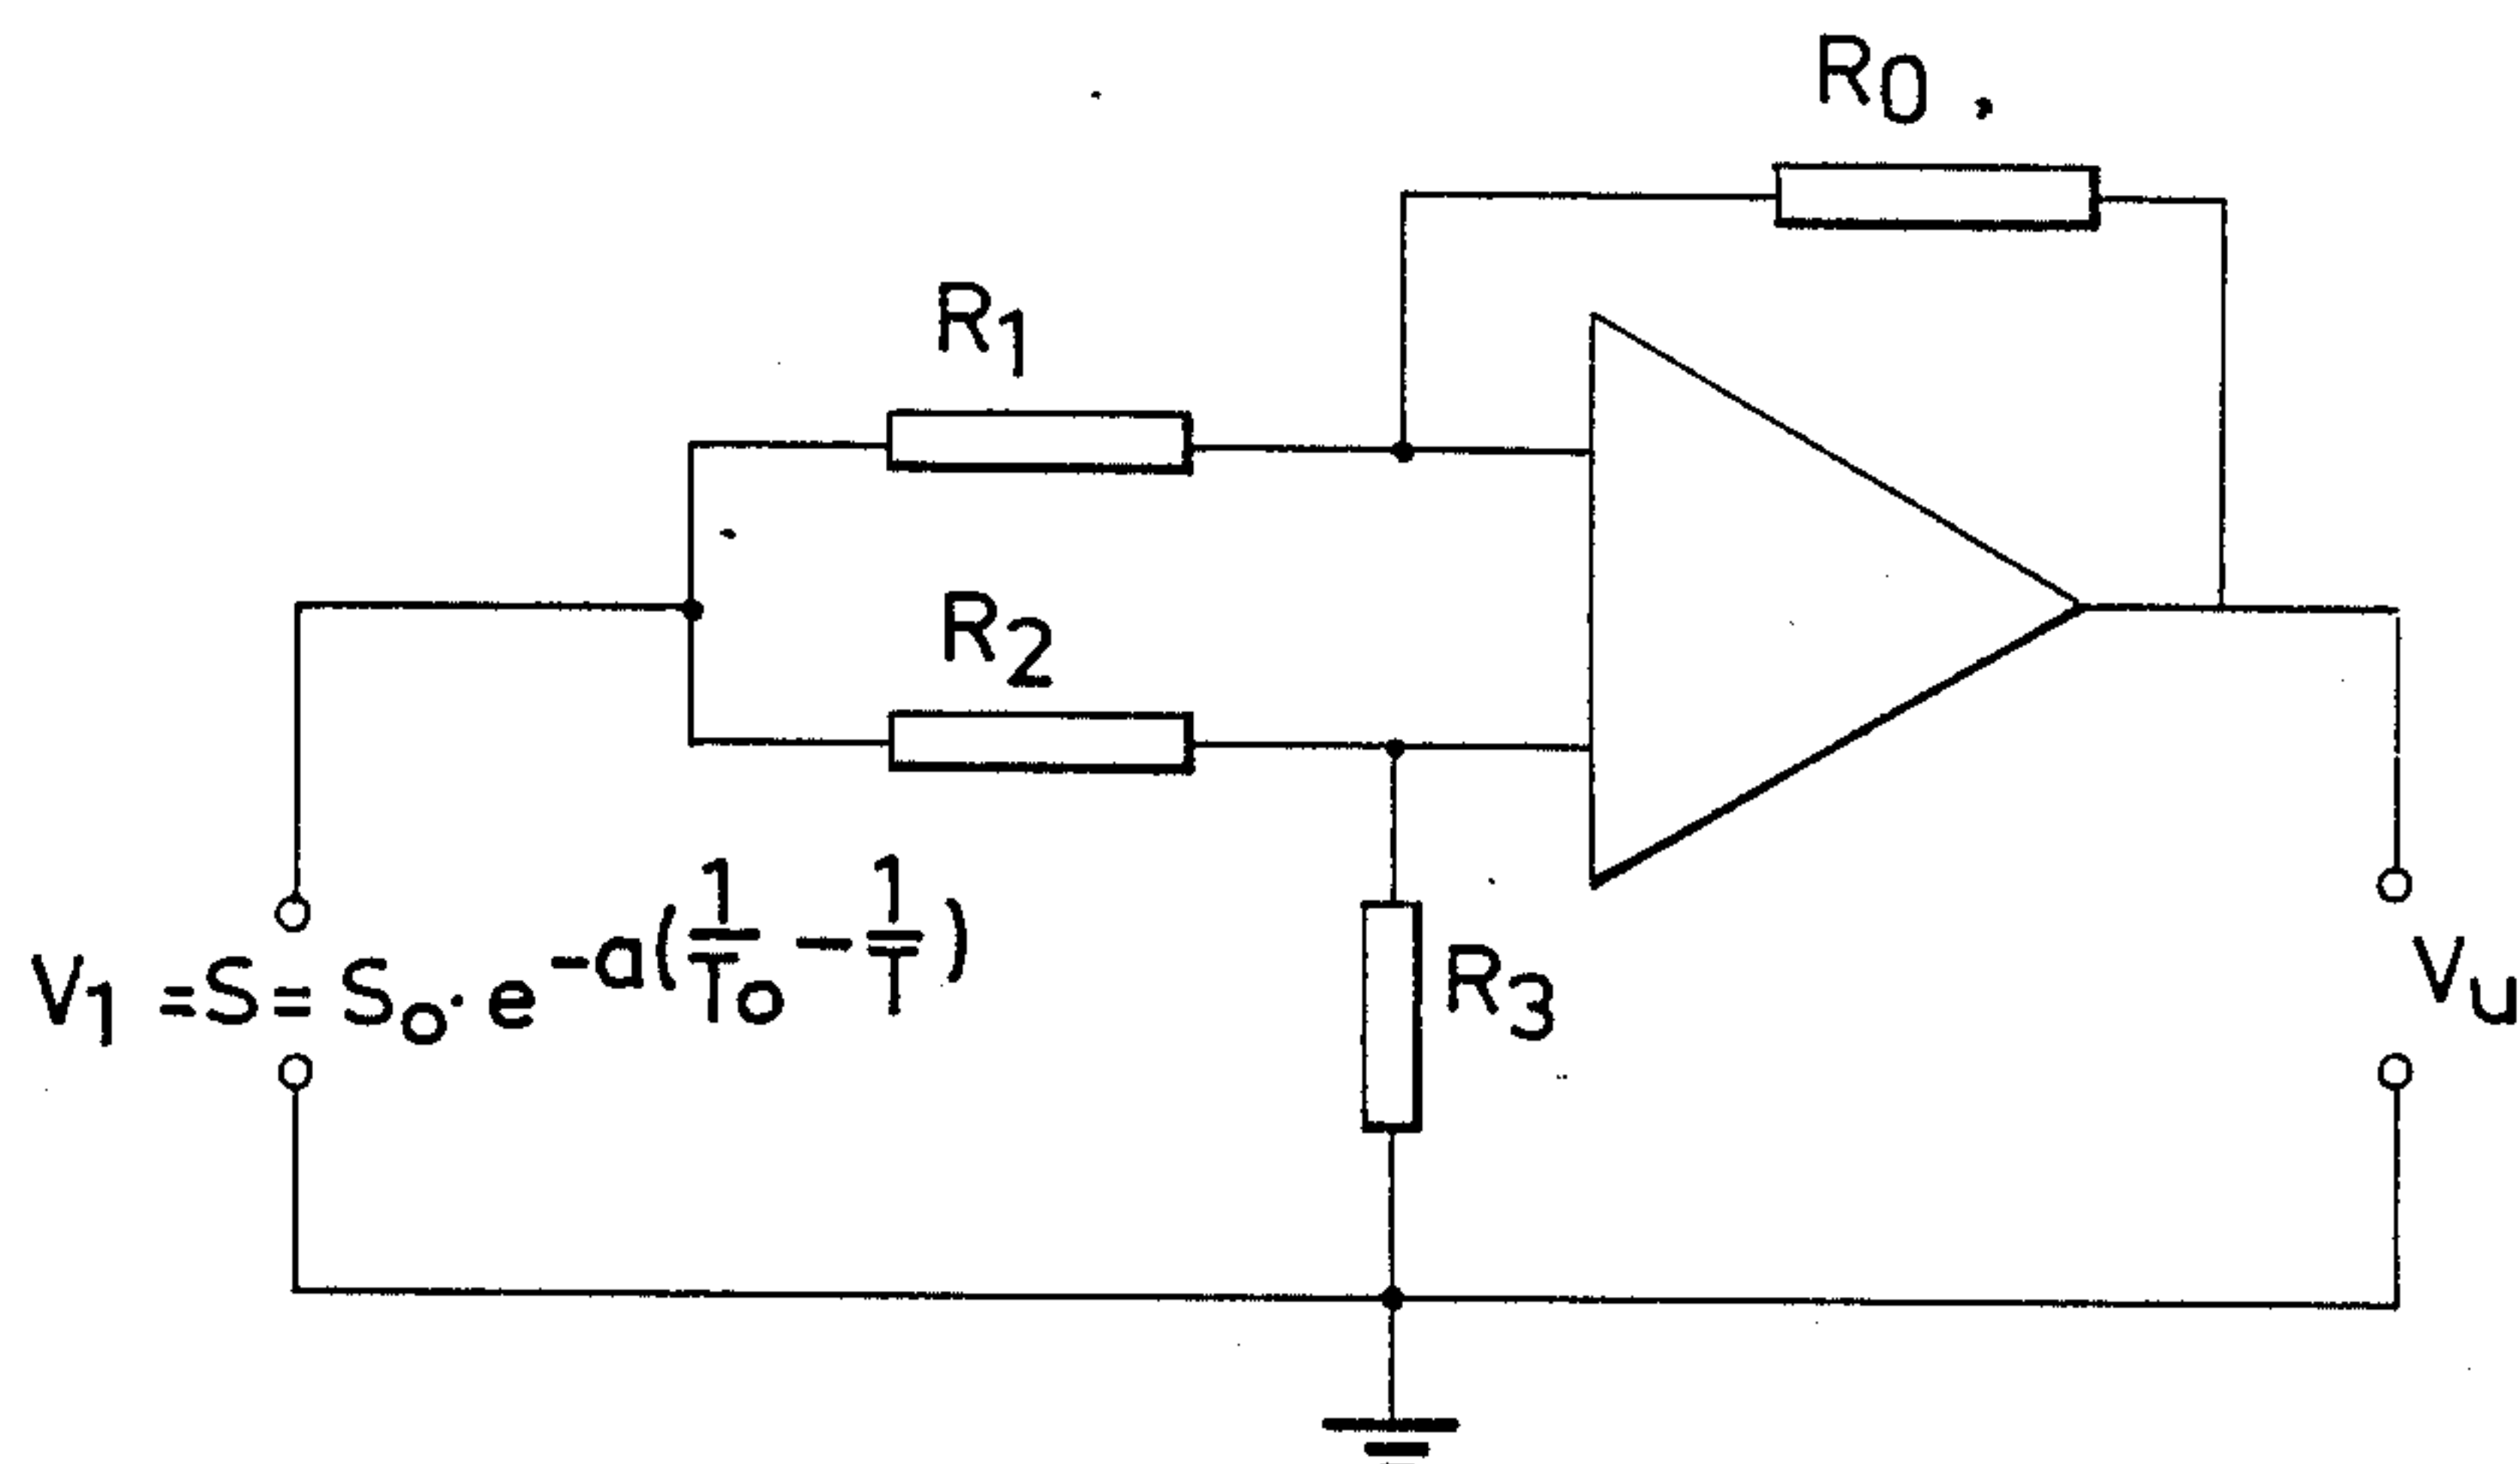 R0
R1
R2
V1 = S = So · e^-a(1/To - 1/T)
R3
Vu